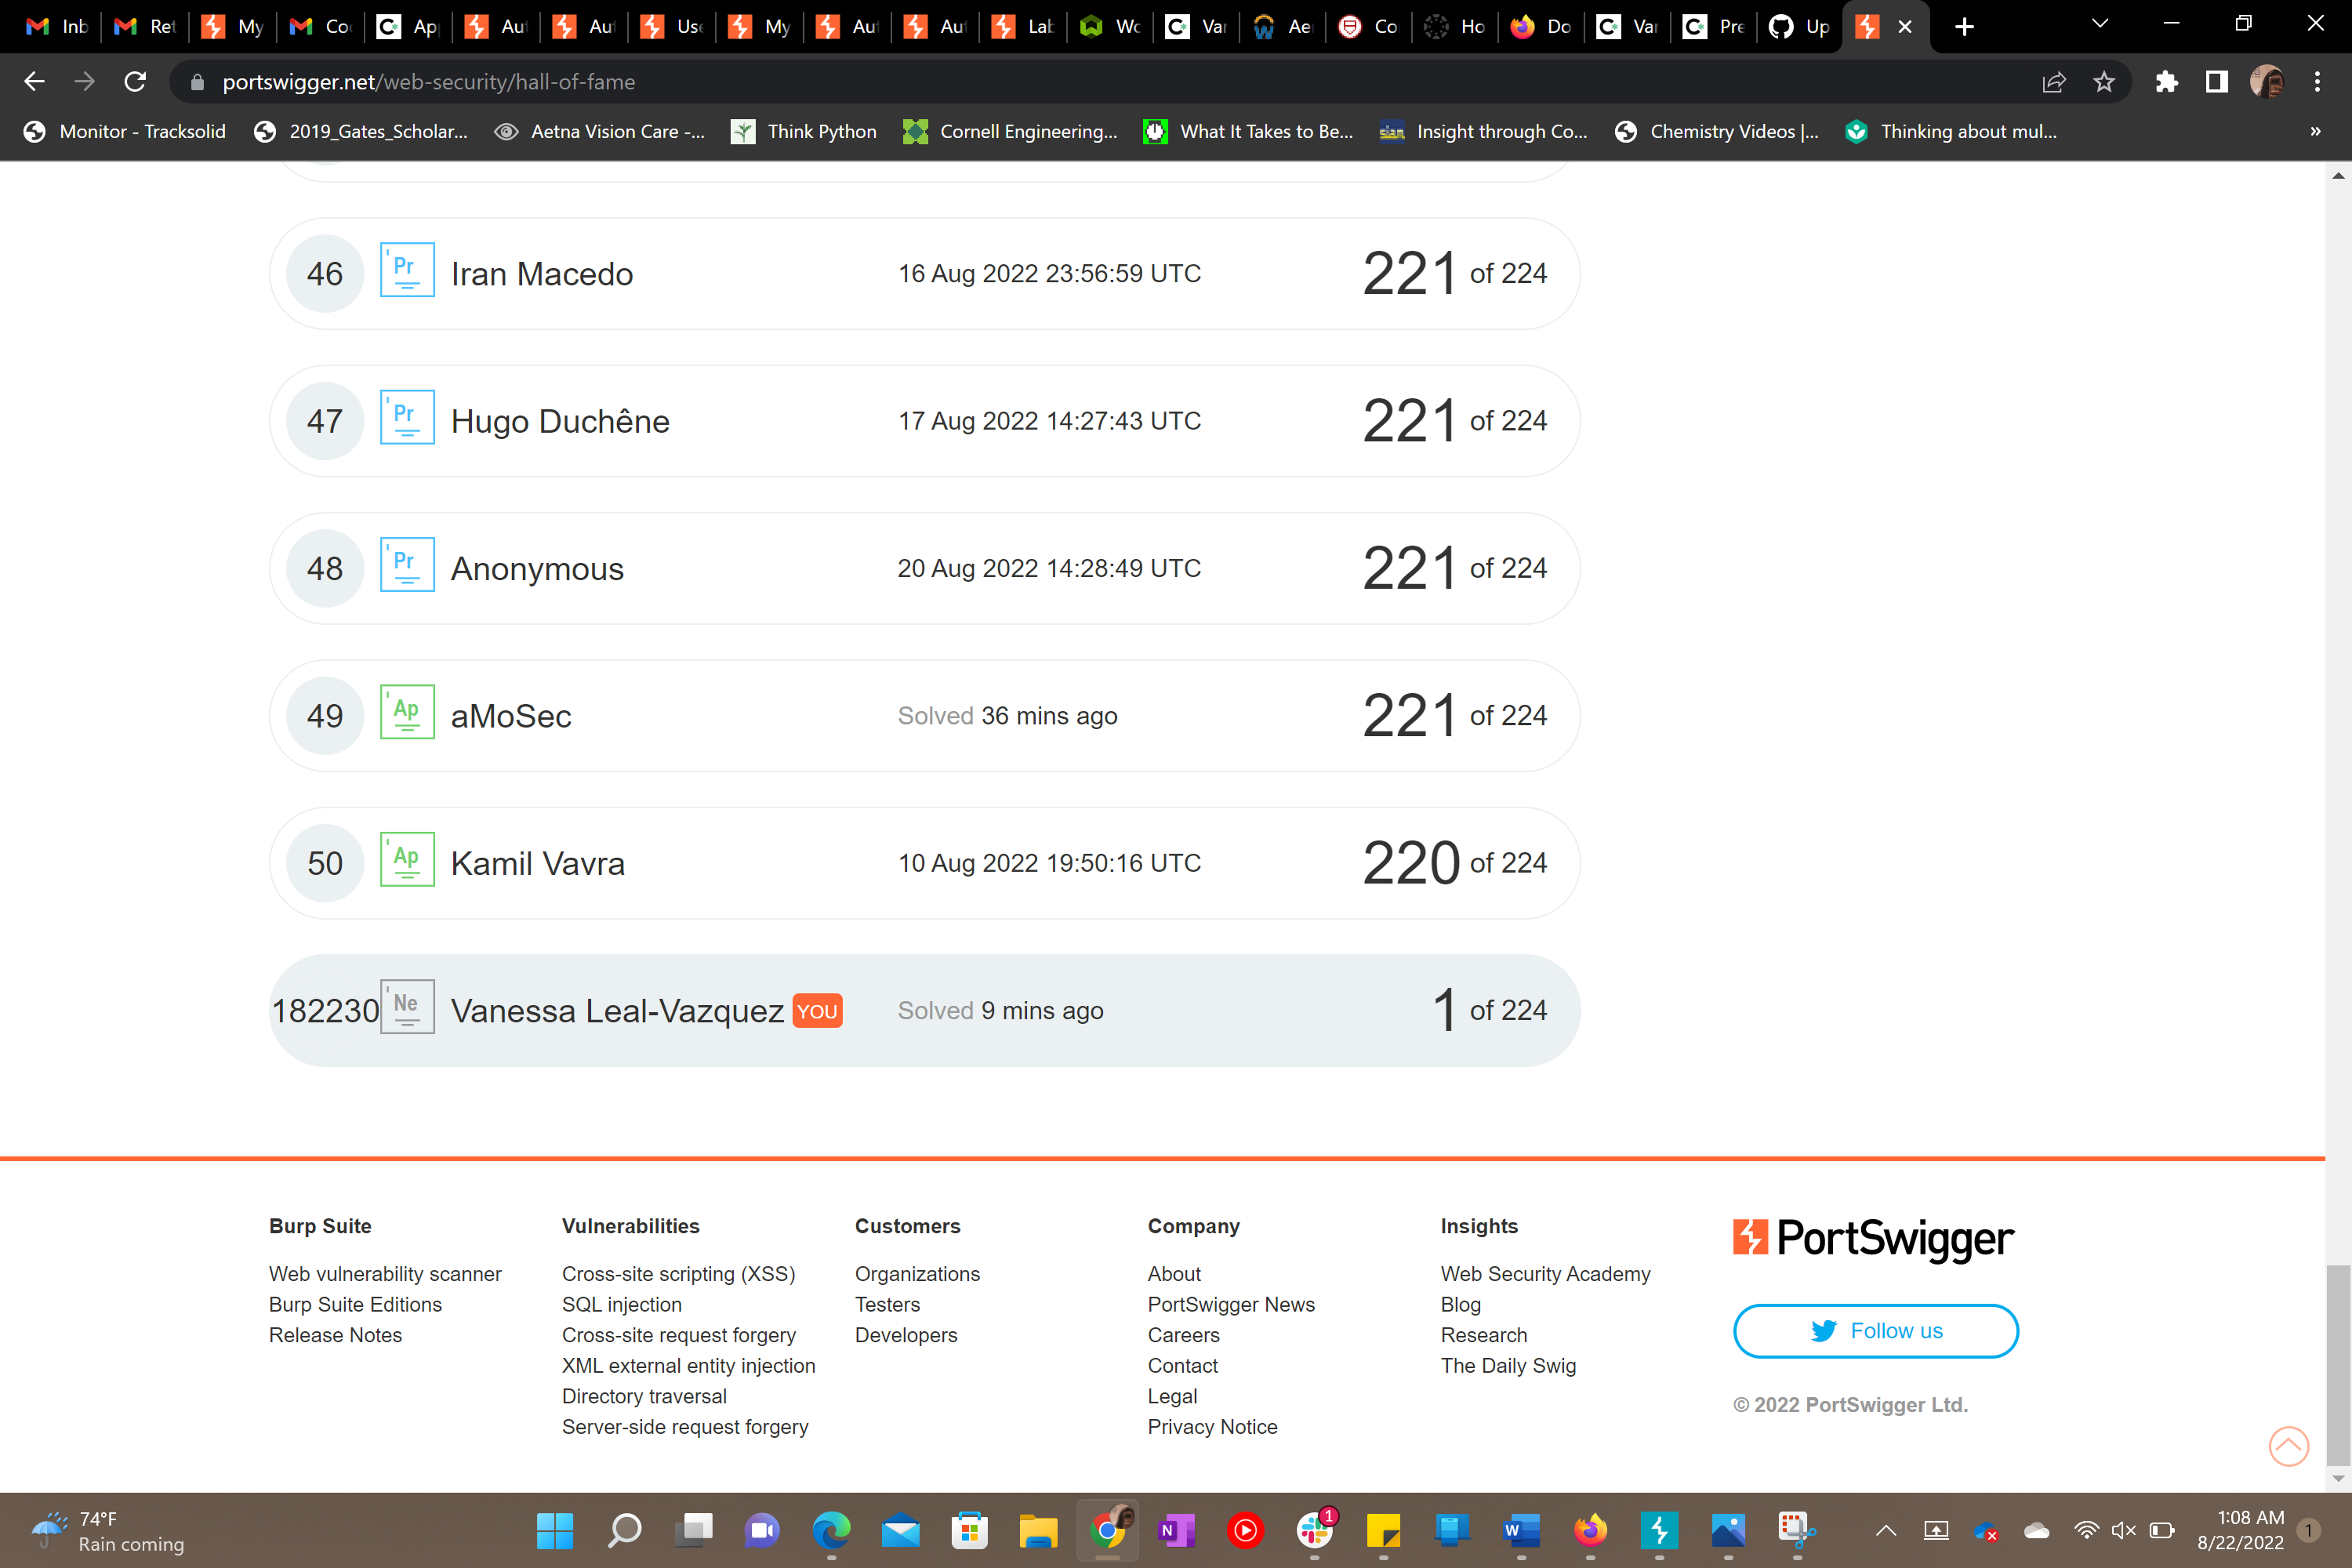 Inb
Ret
My
Co
Ap
Au
Au
Use
My
Au
Au
Lab
Wo
Var
Ae
Co
Ho
Do
Var
Pre
Up
portswigger.net/web-security/hall-of-fame
Monitor - Tracksolid
2019_Gates_Scholar...
Aetna Vision Care -...
Think Python
Cornell Engineering...
What It Takes to Be...
Insight through Co...
Chemistry Videos |...
Thinking about mul...
»
46 Pr Iran Macedo 16 Aug 2022 23:56:59 UTC 221 of 224
47 Pr Hugo Duchêne 17 Aug 2022 14:27:43 UTC 221 of 224
48 Pr Anonymous 20 Aug 2022 14:28:49 UTC 221 of 224
49 Ap aMoSec Solved 36 mins ago 221 of 224
50 Ap Kamil Vavra 10 Aug 2022 19:50:16 UTC 220 of 224
182230 Ne Vanessa Leal-Vazquez YOU Solved 9 mins ago 1 of 224
Burp Suite
Web vulnerability scanner
Burp Suite Editions
Release Notes
Vulnerabilities
Cross-site scripting (XSS)
SQL injection
Cross-site request forgery
XML external entity injection
Directory traversal
Server-side request forgery
Customers
Organizations
Testers
Developers
Company
About
PortSwigger News
Careers
Contact
Legal
Privacy Notice
Insights
Web Security Academy
Blog
Research
The Daily Swig
PortSwigger
Follow us
© 2022 PortSwigger Ltd.
74°F
Rain coming
N
1
W
1:08 AM
8/22/2022
1